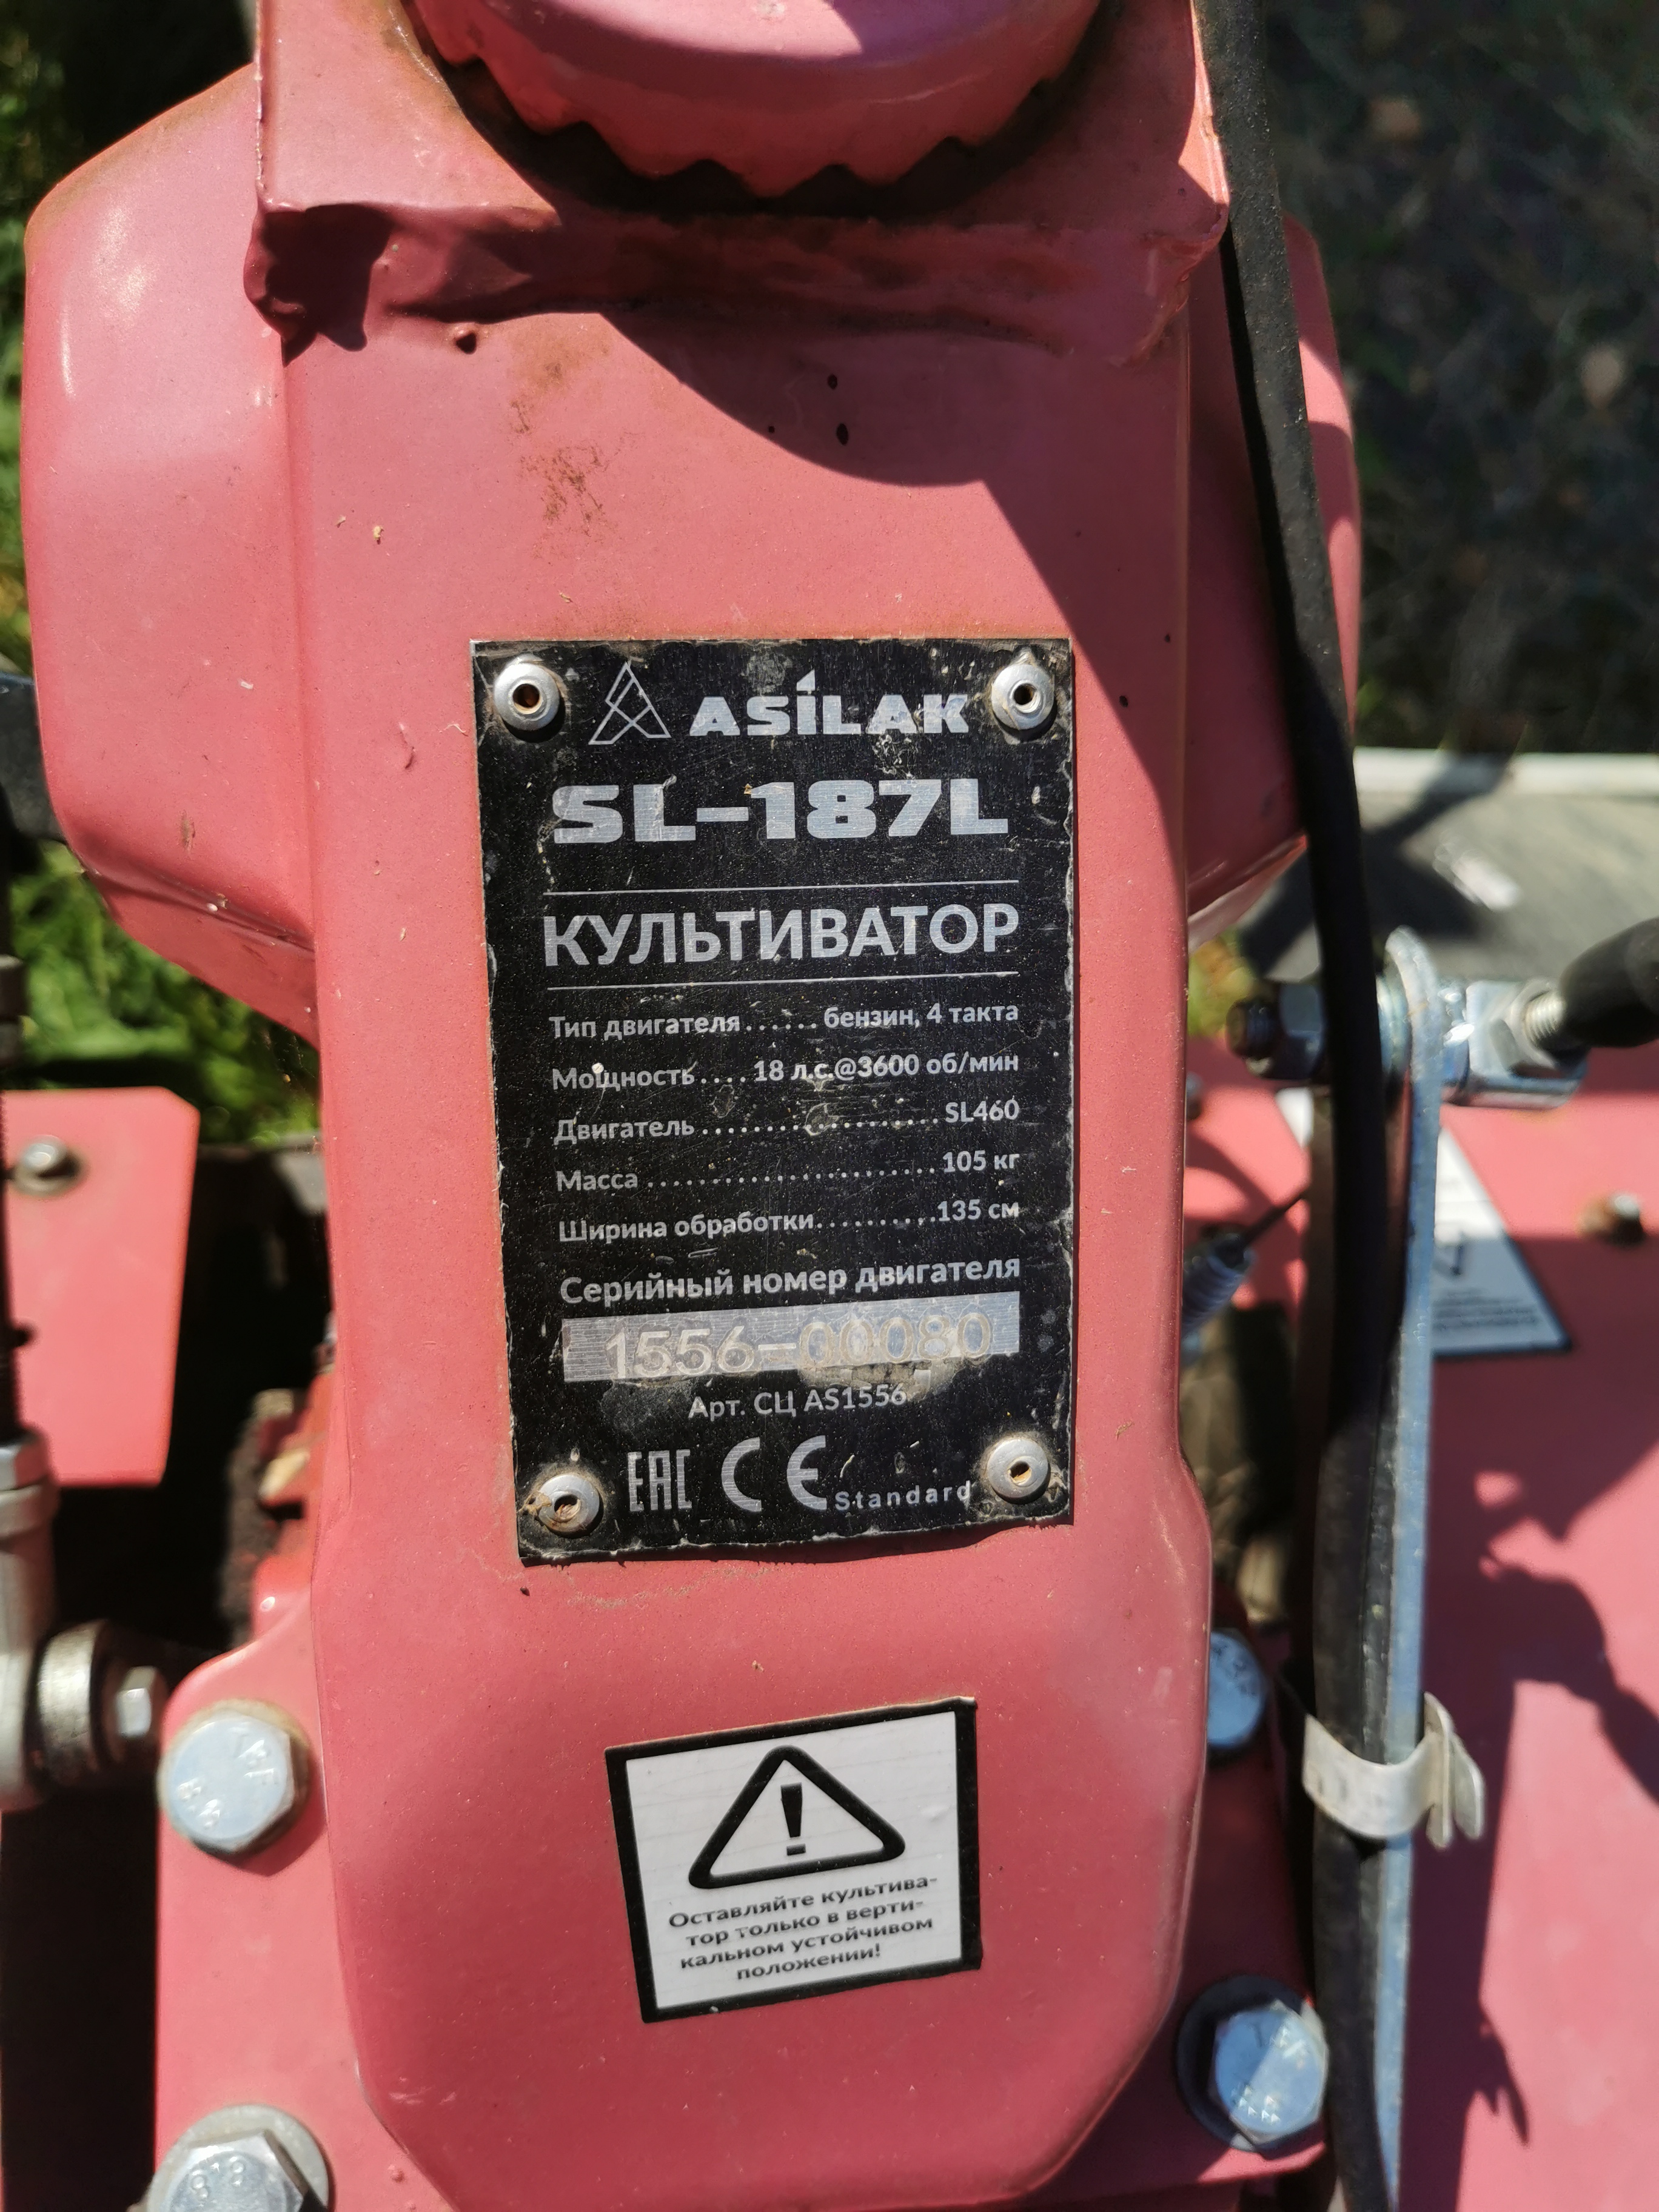 ASILAK
SL-187L
КУЛЬТИВАТОР
Тип двигателя...... бензин, 4 такта
Мощность.... 18 л.с.@3600 об/мин
Двигатель .................. SL460
Масса ...................... 105 кг
Ширина обработки..........135 см
Серийный номер двигателя
1556-00080
Арт. СЦ AS1556
EAC CE Standard
!
Оставляйте культива-
тор только в верти-
кальном устойчивом
положении!
8.8